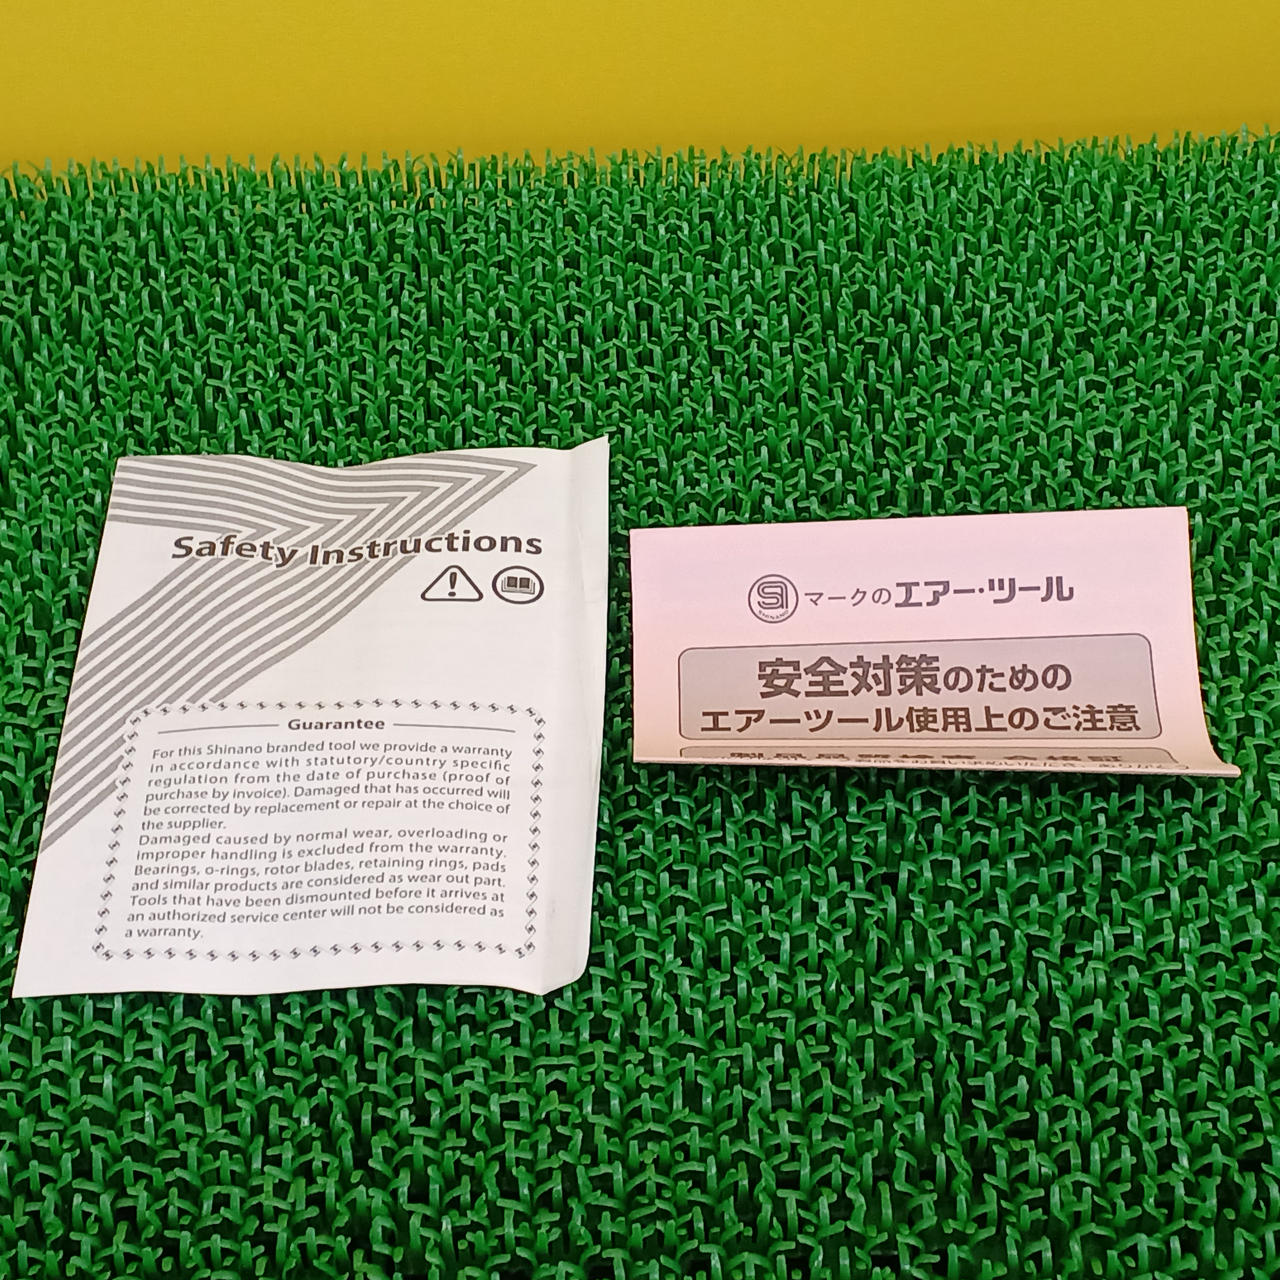 Safety Instructions
Guarantee
For this Shinano branded tool we provide a warranty
in accordance with statutory/country specific
regulation from the date of purchase (proof of
purchase by invoice). Damaged that has occurred will
be corrected by replacement or repair at the choice of
the supplier.
Damaged caused by normal wear, overloading or
improper handling is excluded from the warranty.
Bearings, o-rings, rotor blades, retaining rings, pads
and similar products are considered as wear out part.
Tools that have been dismounted before it arrives at
an authorized service center will not be considered as
a warranty.
SHINANO
マークのエアー・ツール
安全対策のための
エアーツール使用上のご注意